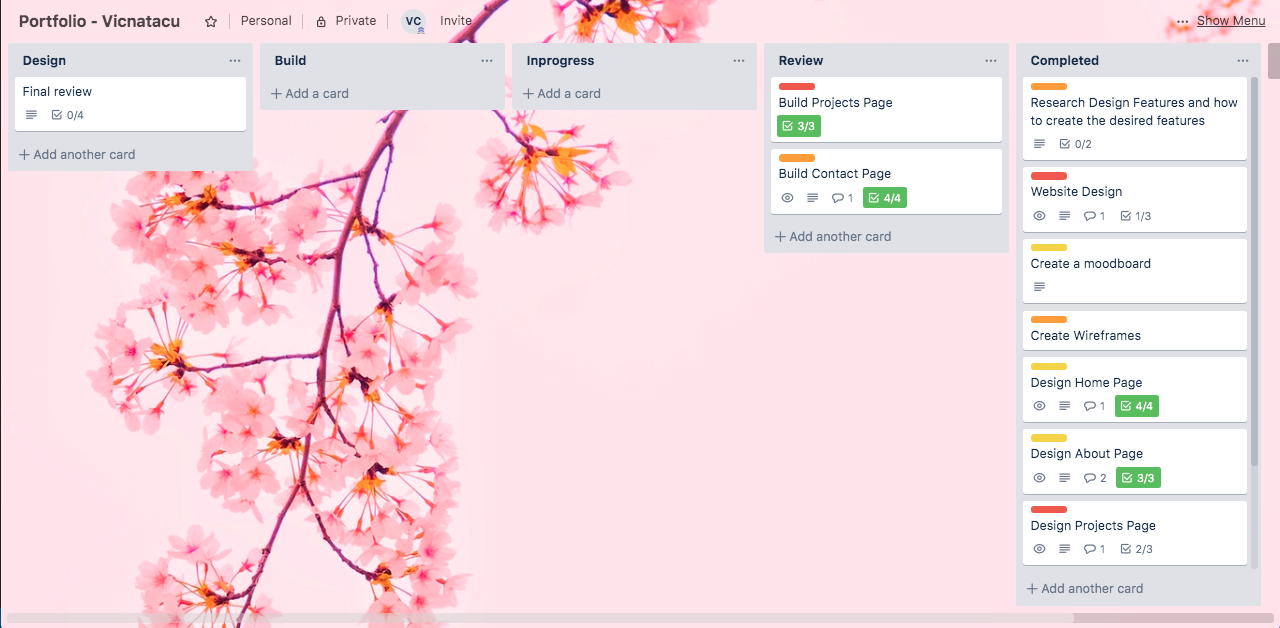 Portfolio - Vicnatacu
Personal
Private
VC
Invite
Show Menu
Design
Final review
0/4
Add another card
Build
Add a card
Inprogress
Add a card
Review
Build Projects Page
3/3
Build Contact Page
1 4/4
Add another card
Completed
Research Design Features and how
to create the desired features
0/2
Website Design
1 1/3
Create a moodboard
Create Wireframes
Design Home Page
1 4/4
Design About Page
2 3/3
Design Projects Page
1 2/3
Add another card